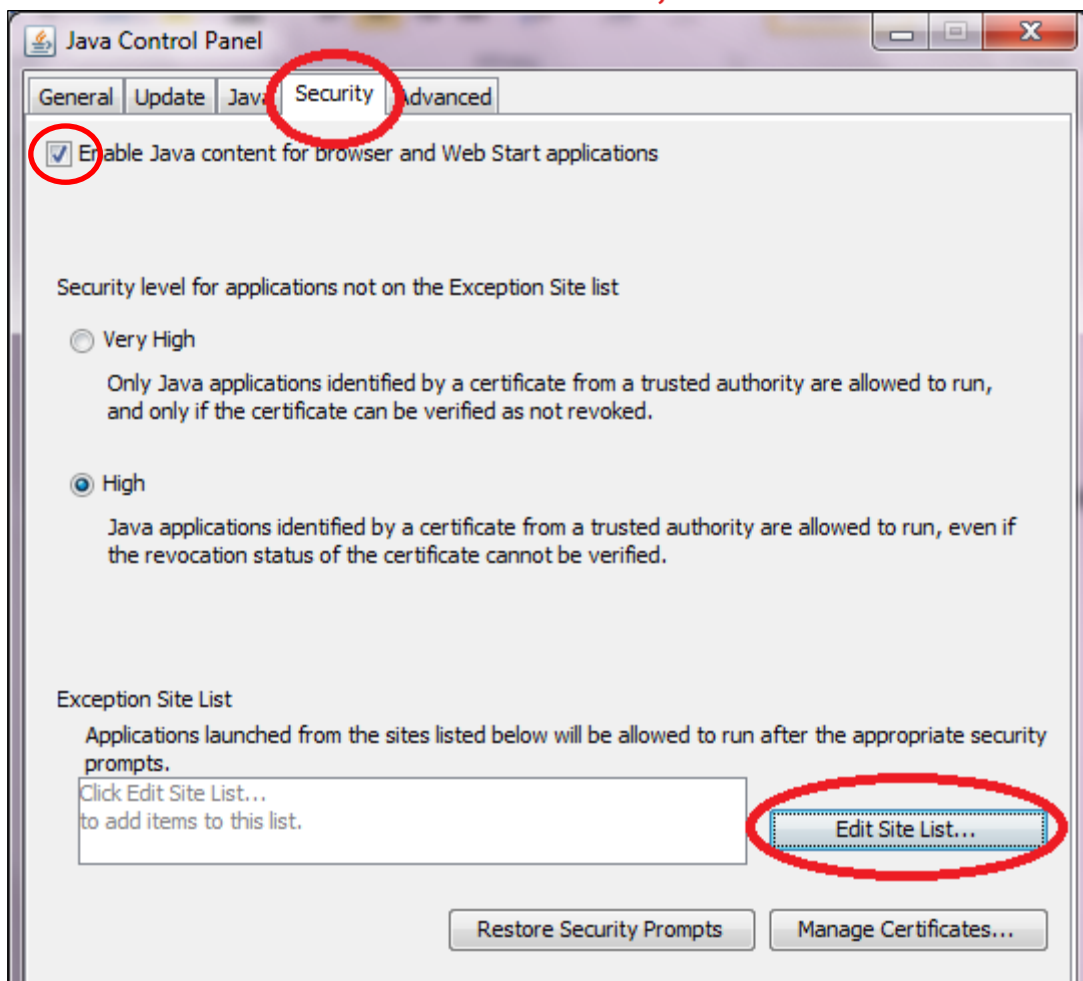 Java Control Panel
General Update Java Security Advanced
Enable Java content for browser and Web Start applications
Security level for applications not on the Exception Site list
Very High
Only Java applications identified by a certificate from a trusted authority are allowed to run,
and only if the certificate can be verified as not revoked.
High
Java applications identified by a certificate from a trusted authority are allowed to run, even if
the revocation status of the certificate cannot be verified.
Exception Site List
Applications launched from the sites listed below will be allowed to run after the appropriate security
prompts.
Click Edit Site List...
to add items to this list.
Edit Site List...
Restore Security Prompts Manage Certificates...